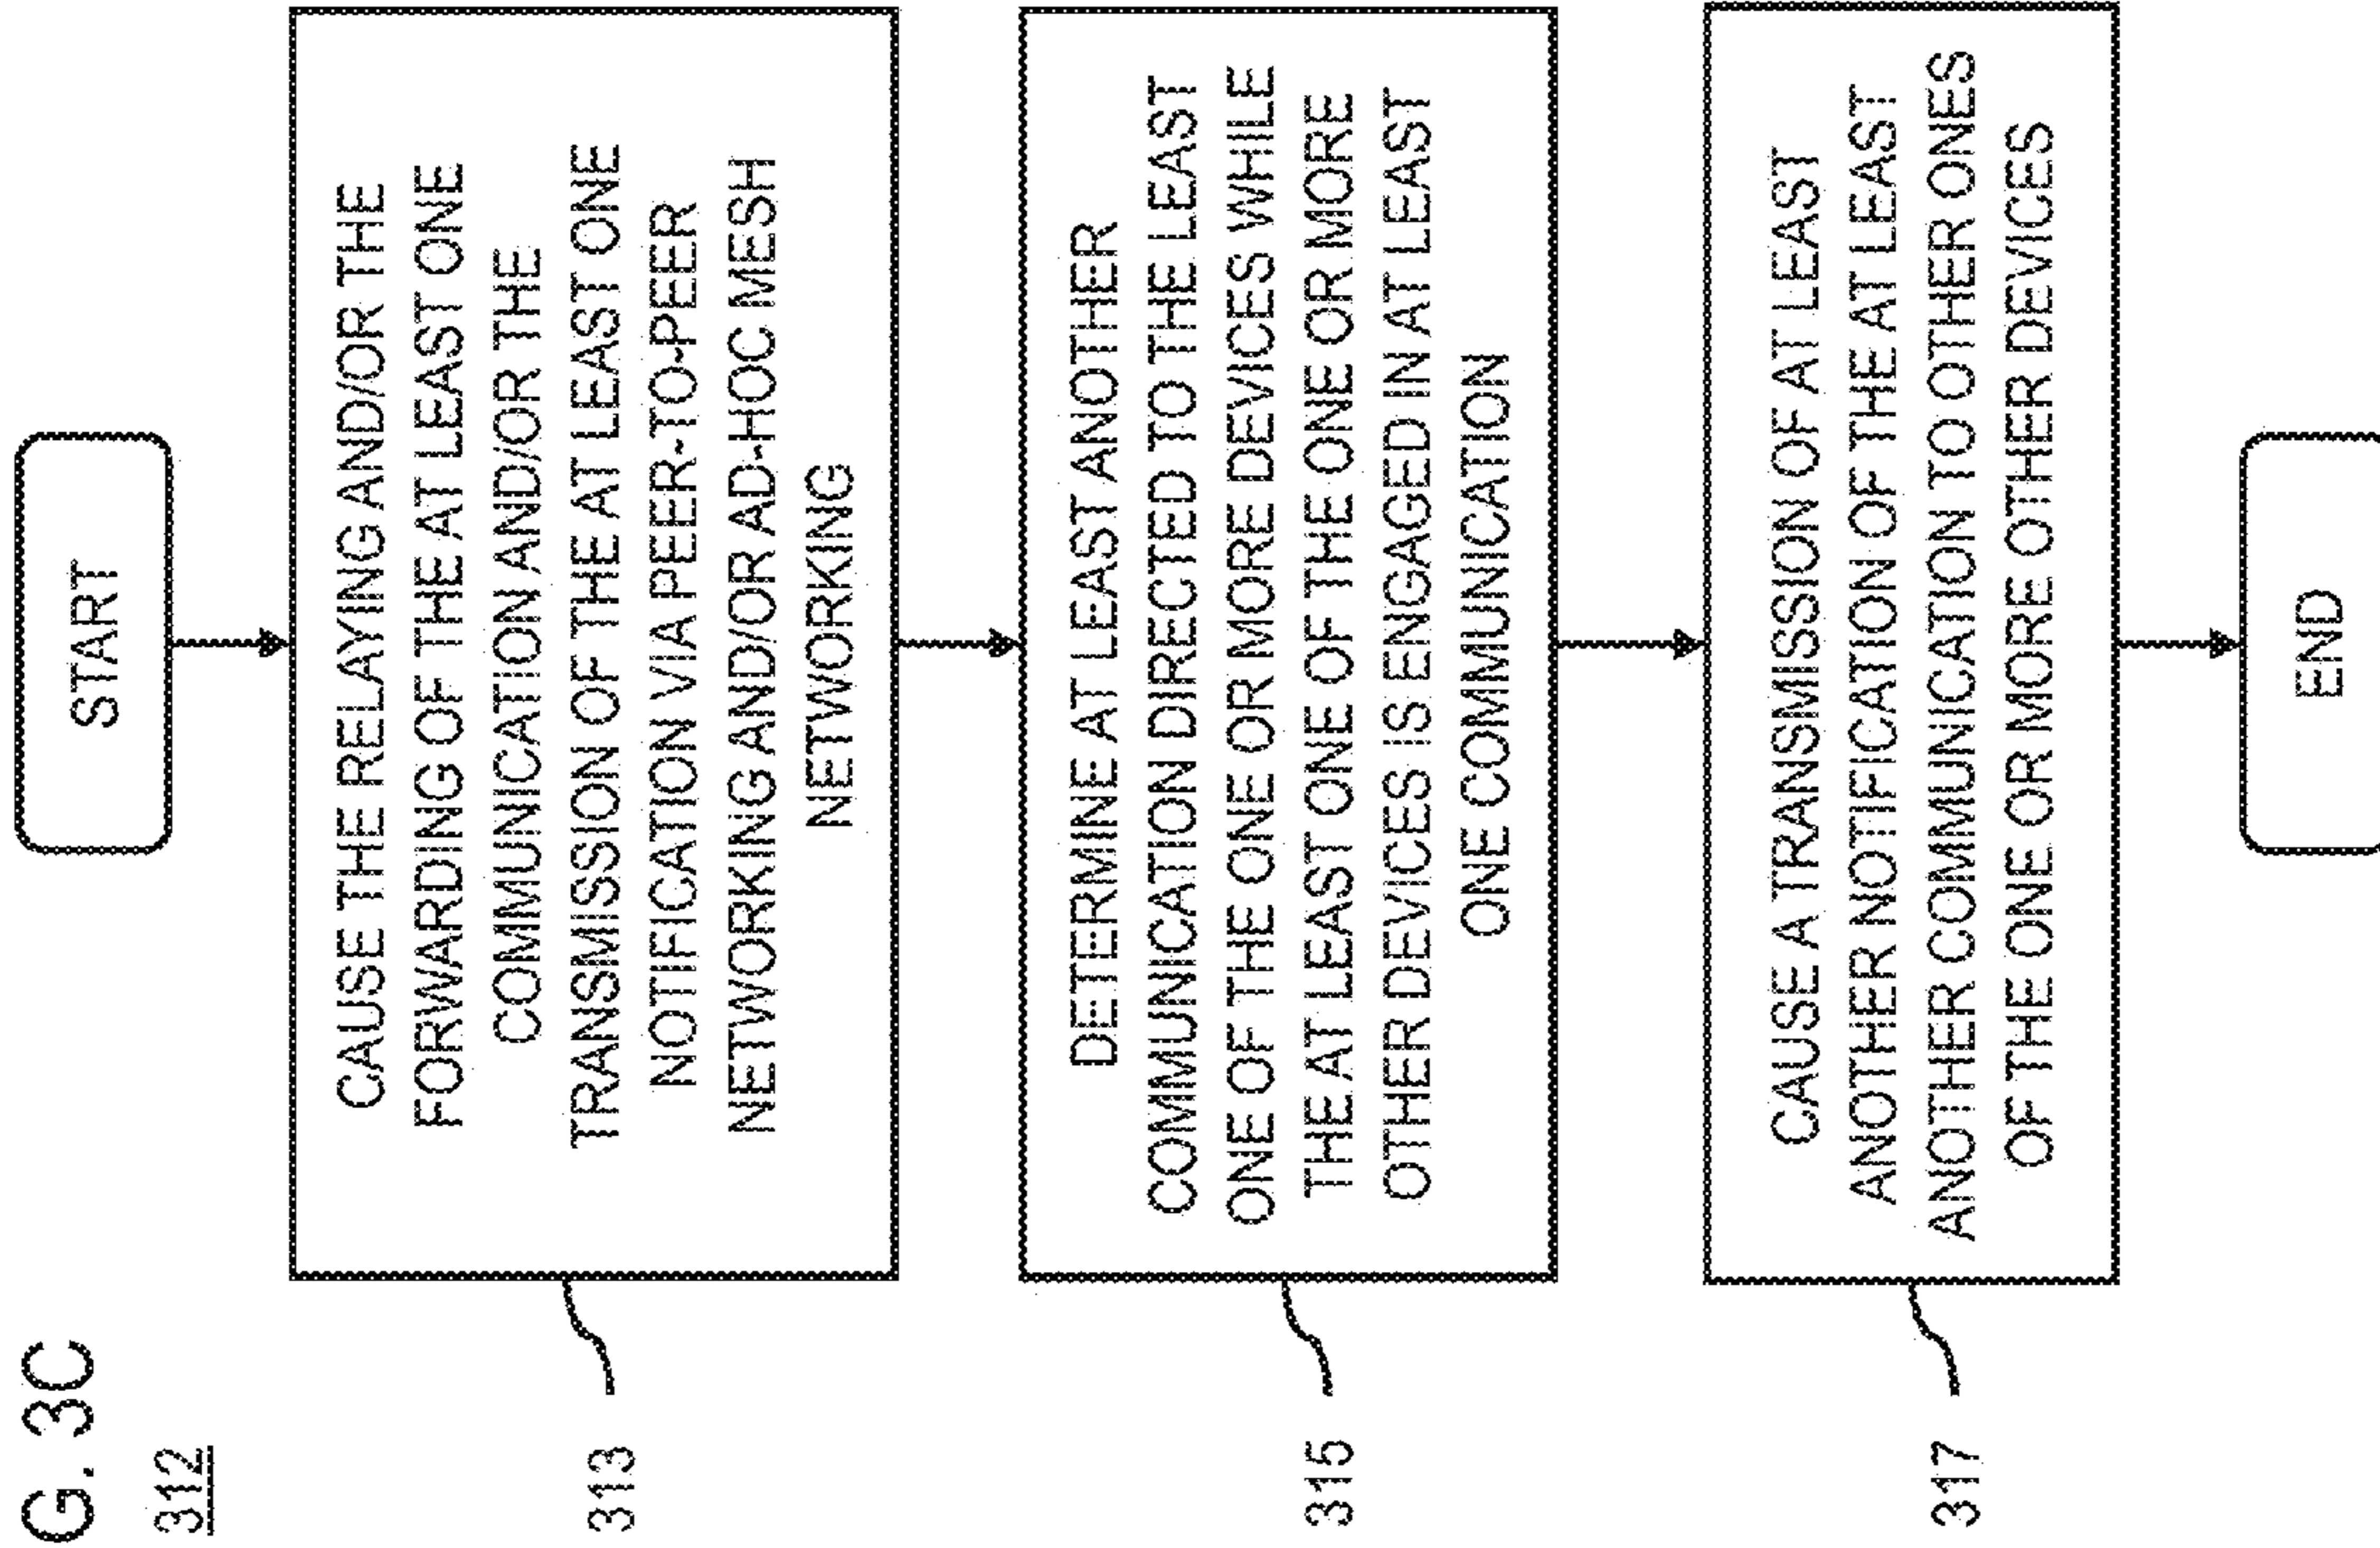 G. 3C
312
START
CAUSE THE RELAYING AND/OR THE
FORWARDING OF THE AT LEAST ONE
COMMUNICATION AND/OR THE
TRANSMISSION OF THE AT LEAST ONE
NOTIFICATION VIA PEER-TO-PEER
NETWORKING AND/OR AD-HOC MESH
NETWORKING
313
DETERMINE AT LEAST ANOTHER
COMMUNICATION DIRECTED TO THE LEAST
ONE OF THE ONE OR MORE DEVICES WHILE
THE AT LEAST ONE OF THE ONE OR MORE
OTHER DEVICES IS ENGAGED IN AT LEAST
ONE COMMUNICATION
315
CAUSE A TRANSMISSION OF AT LEAST
ANOTHER NOTIFICATION OF THE AT LEAST
ANOTHER COMMUNICATION TO OTHER ONES
OF THE ONE OR MORE OTHER DEVICES
317
END